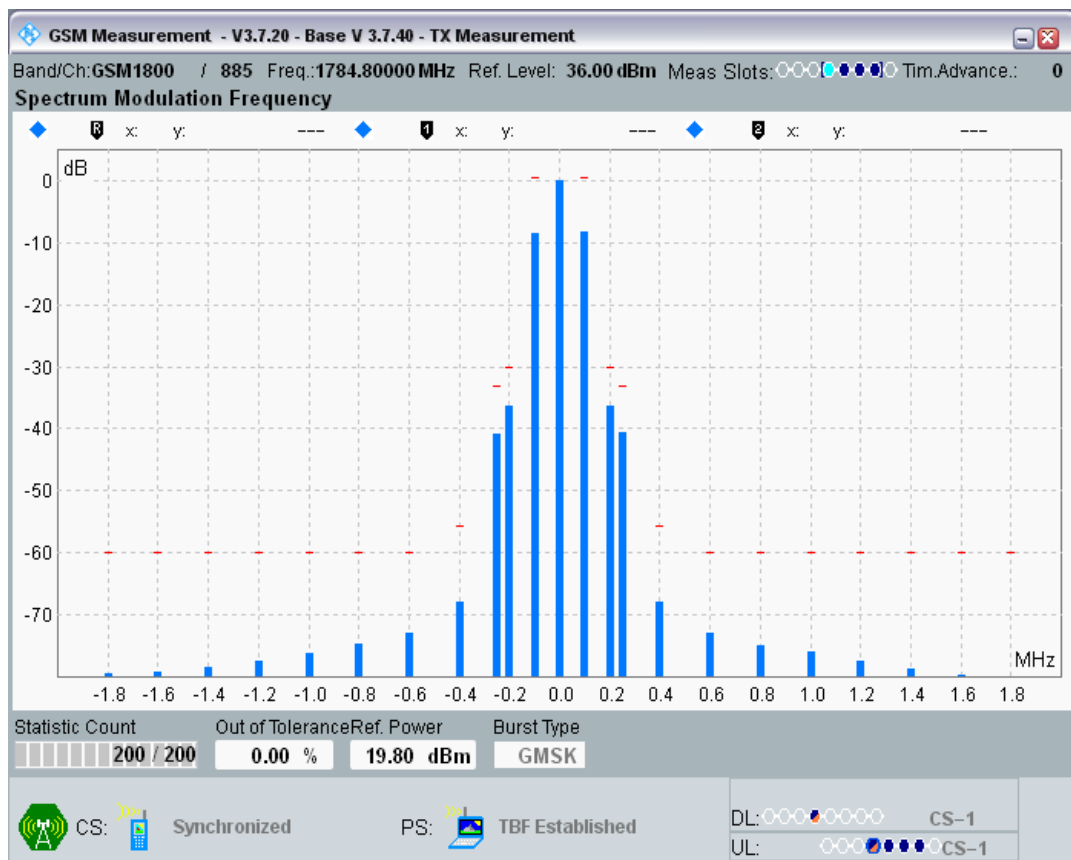 GSM Measurement - V3.7.20 - Base V 3.7.40 - TX Measurement
Band/Ch:GSM1800 / 885 Freq.:1784.80000 MHz Ref. Level: 36.00 dBm Meas Slots: Tim.Advance.: 0
Spectrum Modulation Frequency
R x: y: --- 1 x: y: --- 2 x: y: ---
dB
0
-10
-20
-30
-40
-50
-60
-70
MHz
-1.8 -1.6 -1.4 -1.2 -1.0 -0.8 -0.6 -0.4 -0.2 0.0 0.2 0.4 0.6 0.8 1.0 1.2 1.4 1.6 1.8
Statistic Count Out of Tolerance Ref. Power Burst Type
200 / 200 0.00 % 19.80 dBm GMSK
CS: Synchronized PS: TBF Established
DL: CS-1
UL: CS-1